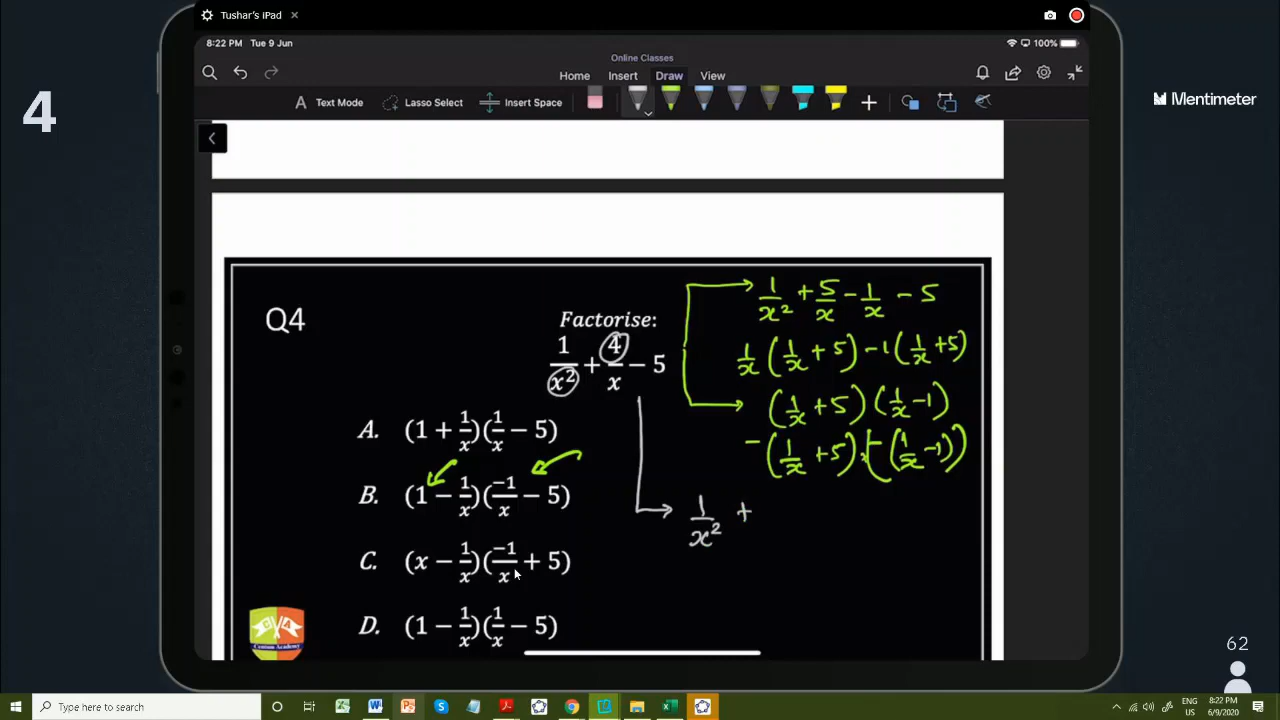 Tushar's iPad ×
8:22 PM Tue 9 Jun
100%
4
Mentimeter
Online Classes
Home Insert Draw View
A Text Mode Lasso Select Insert Space
Q4
Factorise:
1/x² + 4/x − 5
A. (1 + 1/x)(1/x − 5)
B. (1 − 1/x)(−1/x − 5)
C. (x − 1/x)(−1/x + 5)
D. (1 − 1/x)(1/x − 5)
1/x² + 5/x − 1/x − 5
1/x (1/x + 5) − 1 (1/x + 5)
(1/x + 5) (1/x − 1)
−(1/x + 5) · (−(1/x − 1))
1/x² +
Centum Academy
62
Type here to search
ENG 8:22 PM
US 6/9/2020